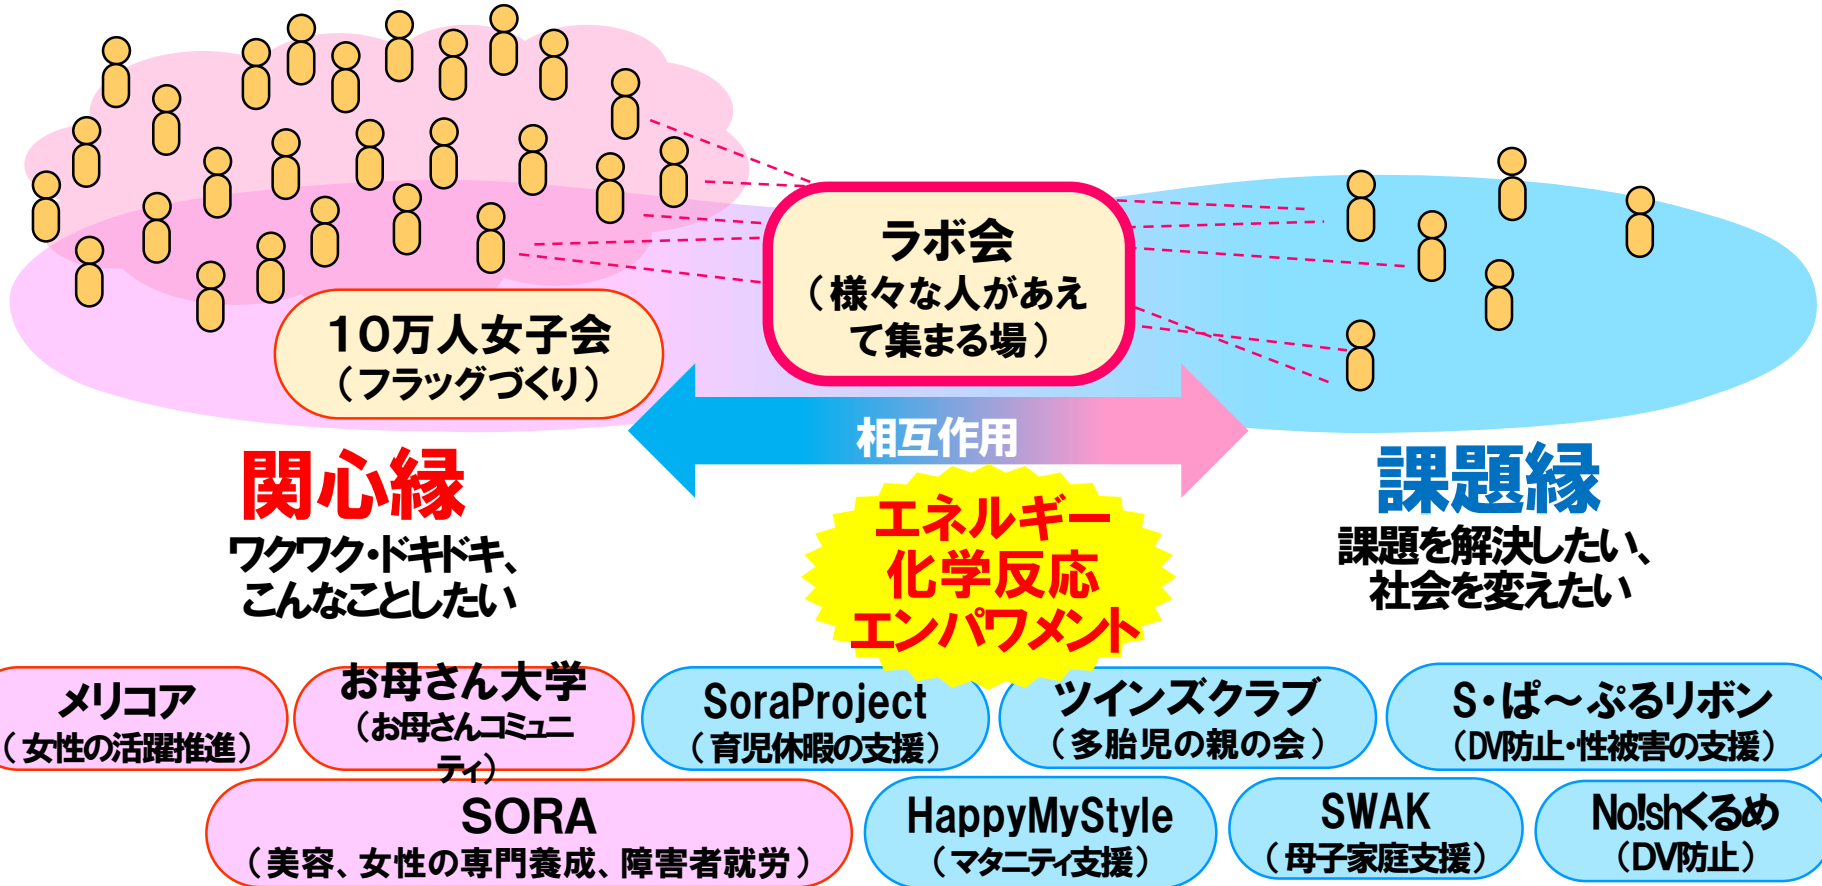 ラボ会
（様々な人があえ
て集まる場）
10万人女子会
（フラッグづくり）
相互作用
関心縁
ワクワク・ドキドキ、
こんなことしたい
エネルギー
化学反応
エンパワメント
課題縁
課題を解決したい、
社会を変えたい
メリコア
（女性の活躍推進）
お母さん大学
（お母さんコミュニ
ティ）
SoraProject
（育児休暇の支援）
ツインズクラブ
（多胎児の親の会）
S・ぱ～ぷるリボン
（DV防止・性被害の支援）
SORA
（美容、女性の専門養成、障害者就労）
HappyMyStyle
（マタニティ支援）
SWAK
（母子家庭支援）
No!shくるめ
（DV防止）